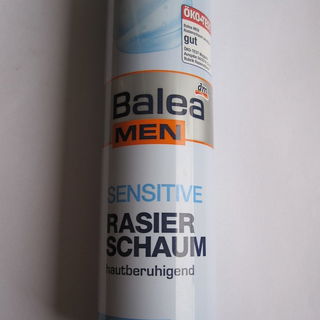 ÖKO-TEST
gut
dm
Balea
MEN
SENSITIVE
RASIER
SCHAUM
hautberuhigend